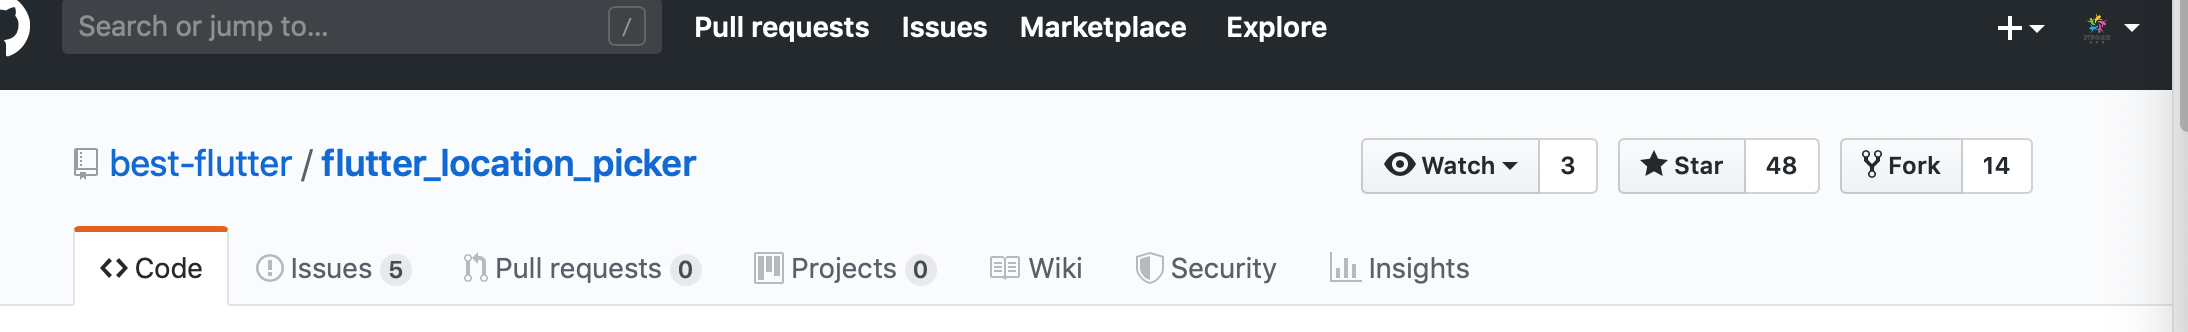 Search or jump to... /
Pull requests Issues Marketplace Explore
best-flutter / flutter_location_picker
Watch 3 Star 48 Fork 14
Code Issues 5 Pull requests 0 Projects 0 Wiki Security Insights